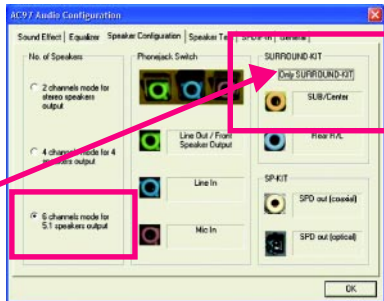 AC97 Audio Configuration
Sound Effect | Equalizer | Speaker Configuration | Speaker Test | General
No. of Speakers
2 channels mode for
stereo speakers
output
4 channels mode for 4
speakers output
6 channels mode for
5.1 speakers output
Phonejack Switch
Line Out / Front
Speaker Output
Line In
Mic In
SURROUND-KIT
Only SURROUND-KIT
SUB/Center
Rear R/L
SP-KIT
SPD out (coaxial)
SPD out (optical)
OK